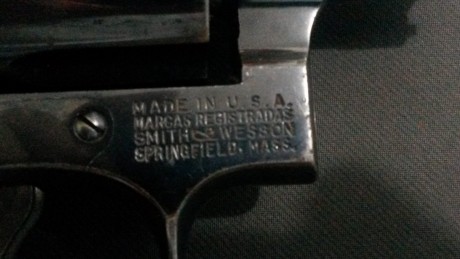 MADE IN U.S.A.
MARCAS REGISTRADAS
SMITH & WESSON
SPRINGFIELD, MASS.